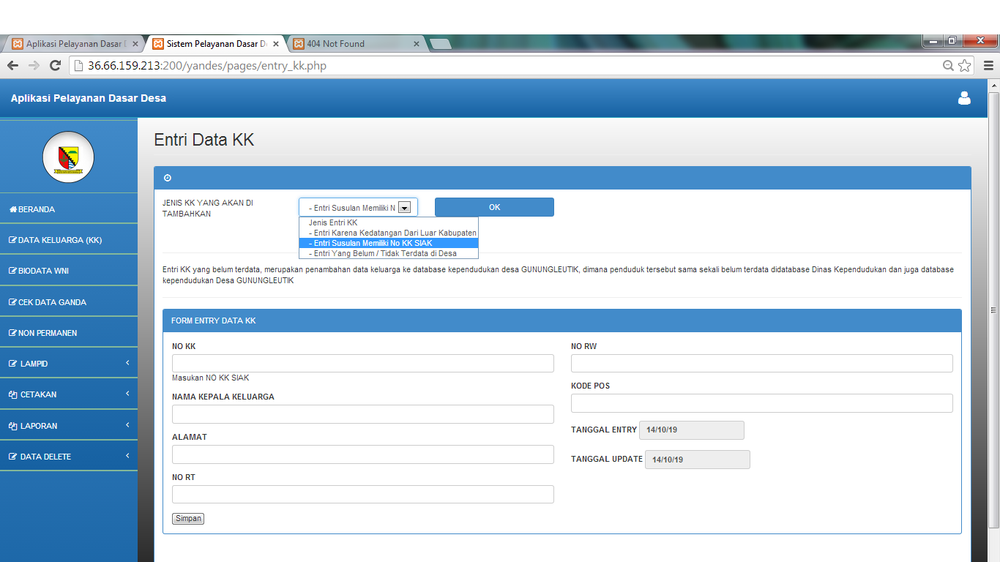 Aplikasi Pelayanan Dasar D
Sistem Pelayanan Dasar D
404 Not Found
36.66.159.213:200/yandes/pages/entry_kk.php
Aplikasi Pelayanan Dasar Desa
Entri Data KK
BERANDA
DATA KELUARGA (KK)
BIODATA WNI
CEK DATA GANDA
NON PERMANEN
LAMPID
CETAKAN
LAPORAN
DATA DELETE
JENIS KK YANG AKAN DI
TAMBAHKAN
- Entri Susulan Memiliki N
OK
Jenis Entri KK
- Entri Karena Kedatangan Dari Luar Kabupaten
- Entri Susulan Memiliki No KK SIAK
- Entri Yang Belum / Tidak Terdata di Desa
Entri KK yang belum terdata, merupakan penambahan data keluarga ke database kependudukan desa GUNUNGLEUTIK, dimana penduduk tersebut sama sekali belum terdata didatabase Dinas Kependudukan dan juga database
kependudukan Desa GUNUNGLEUTIK
FORM ENTRY DATA KK
NO KK
Masukan NO KK SIAK
NAMA KEPALA KELUARGA
ALAMAT
NO RT
Simpan
NO RW
KODE POS
TANGGAL ENTRY 14/10/19
TANGGAL UPDATE 14/10/19